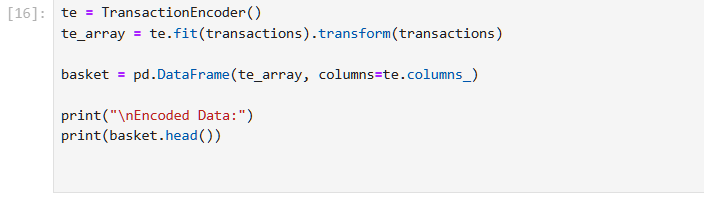 [16]: te = TransactionEncoder()
te_array = te.fit(transactions).transform(transactions)
basket = pd.DataFrame(te_array, columns=te.columns_)
print("\nEncoded Data:")
print(basket.head())